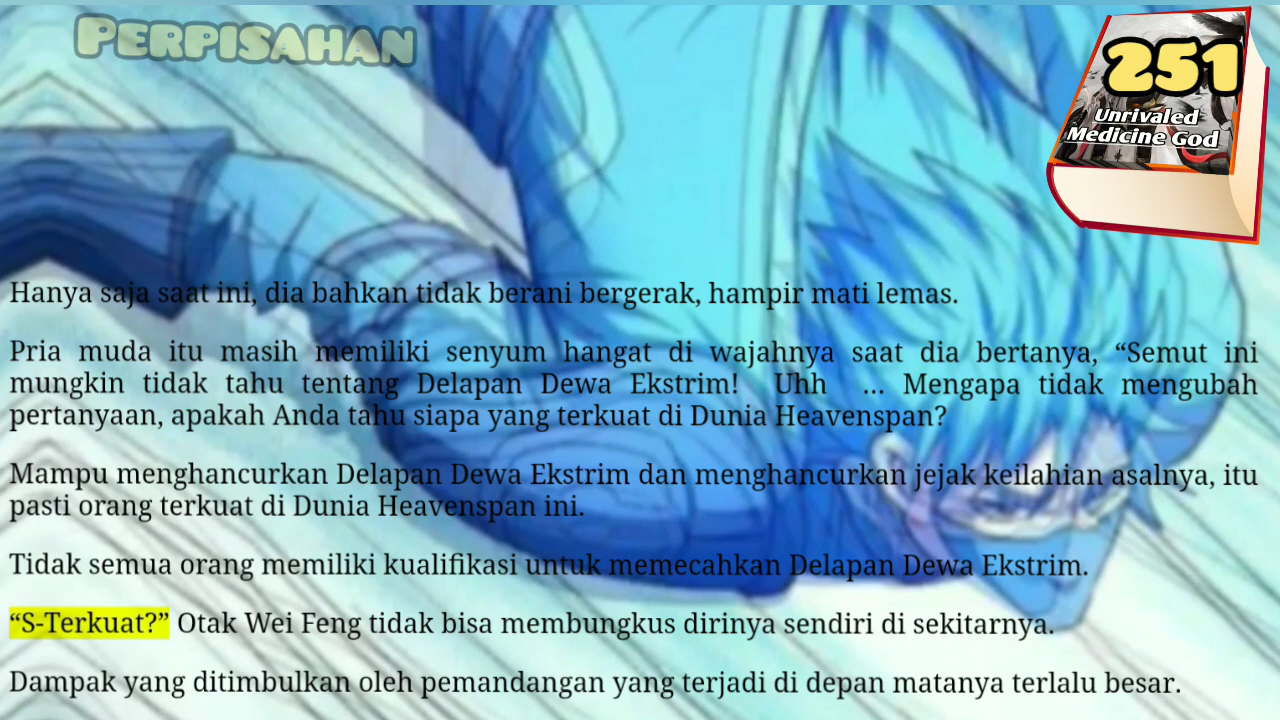 PERPISAHAN
251
Unrivaled
Medicine God
Hanya saja saat ini, dia bahkan tidak berani bergerak, hampir mati lemas.
Pria muda itu masih memiliki senyum hangat di wajahnya saat dia bertanya, “Semut ini
mungkin tidak tahu tentang Delapan Dewa Ekstrim! Uhh ... Mengapa tidak mengubah
pertanyaan, apakah Anda tahu siapa yang terkuat di Dunia Heavenspan?
Mampu menghancurkan Delapan Dewa Ekstrim dan menghancurkan jejak keilahian asalnya, itu
pasti orang terkuat di Dunia Heavenspan ini.
Tidak semua orang memiliki kualifikasi untuk memecahkan Delapan Dewa Ekstrim.
“S-Terkuat?” Otak Wei Feng tidak bisa membungkus dirinya sendiri di sekitarnya.
Dampak yang ditimbulkan oleh pemandangan yang terjadi di depan matanya terlalu besar.